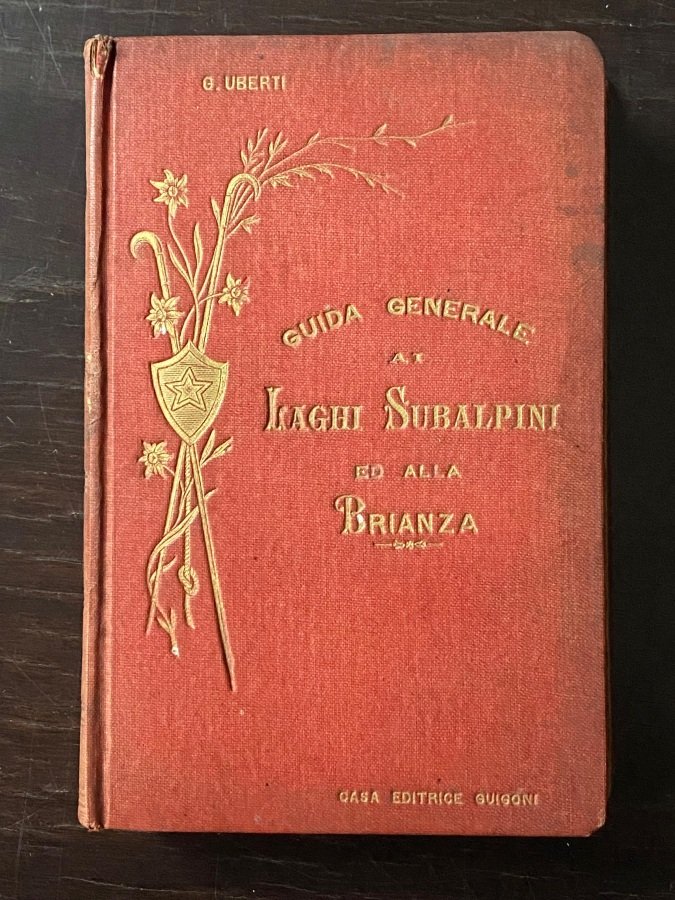 G. UBERTI
GUIDA GENERALE
AI
LAGHI SUBALPINI
ED ALLA
BRIANZA
CASA EDITRICE GUIGONI